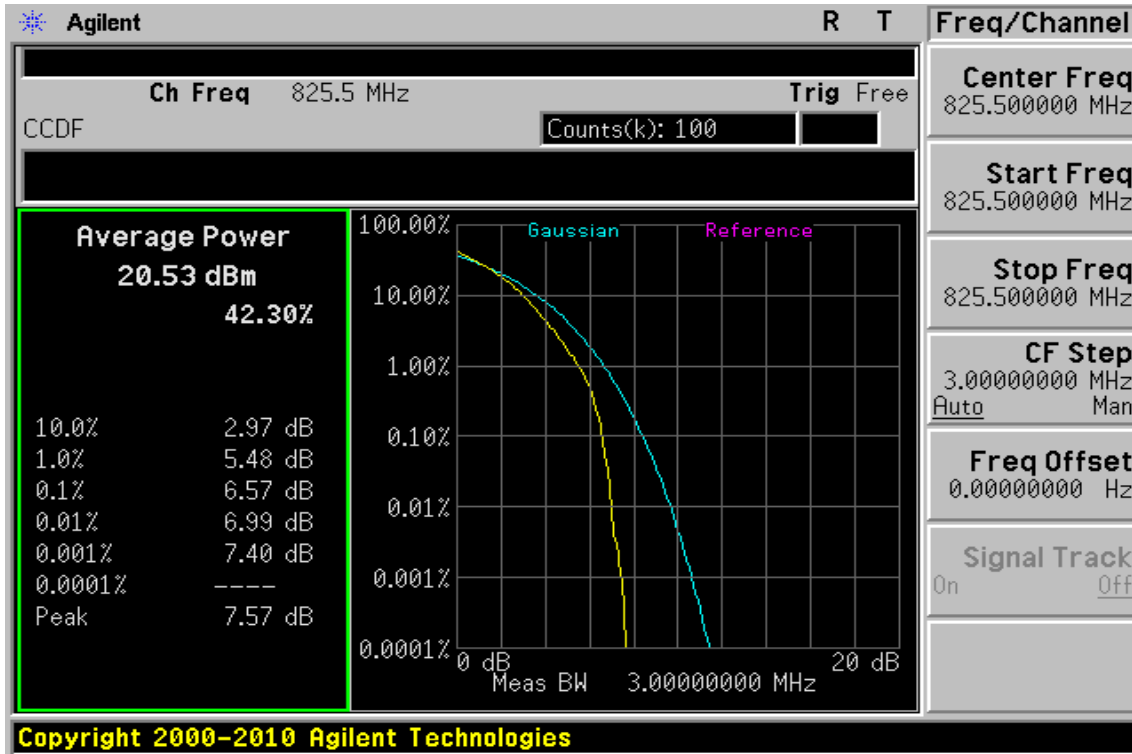 Agilent R T
Ch Freq 825.5 MHz Trig Free
CCDF Counts(k): 100
Average Power
20.53 dBm
42.30%
10.0% 2.97 dB
1.0% 5.48 dB
0.1% 6.57 dB
0.01% 6.99 dB
0.001% 7.40 dB
0.0001% ----
Peak 7.57 dB
Gaussian Reference
100.00%
10.00%
1.00%
0.10%
0.01%
0.001%
0.0001%
0 dB 20 dB
Meas BW 3.00000000 MHz
Freq/Channel
Center Freq
825.500000 MHz
Start Freq
825.500000 MHz
Stop Freq
825.500000 MHz
CF Step
3.00000000 MHz
Auto Man
Freq Offset
0.00000000 Hz
Signal Track
On Off
Copyright 2000-2010 Agilent Technologies